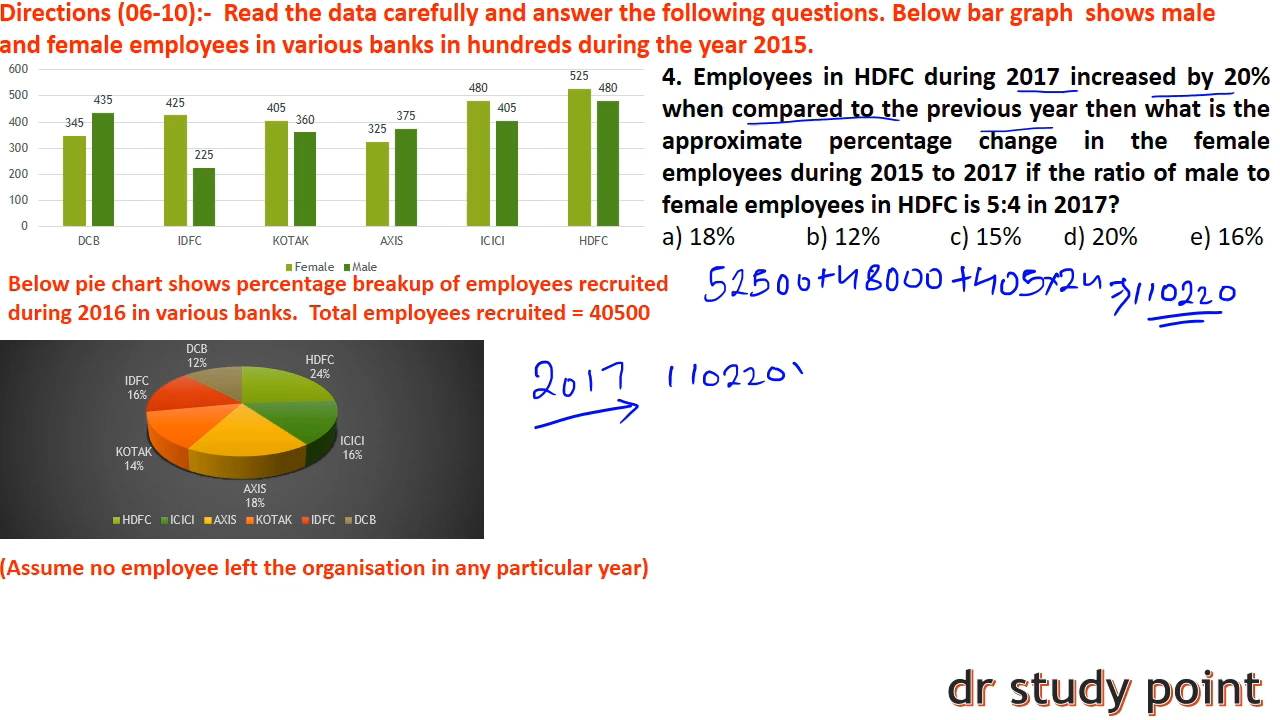 Directions (06-10):- Read the data carefully and answer the following questions. Below bar graph shows male
and female employees in various banks in hundreds during the year 2015.
600
500
400
300
200
100
0
345
435
425
225
405
360
325
375
480
405
525
480
DCB
IDFC
KOTAK
AXIS
ICICI
HDFC
Female
Male
4. Employees in HDFC during 2017 increased by 20%
when compared to the previous year then what is the
approximate percentage change in the female
employees during 2015 to 2017 if the ratio of male to
female employees in HDFC is 5:4 in 2017?
a) 18% b) 12% c) 15% d) 20% e) 16%
52500+48000+405×24⇒110220
Below pie chart shows percentage breakup of employees recruited
during 2016 in various banks. Total employees recruited = 40500
DCB
12%
HDFC
24%
IDFC
16%
ICICI
16%
KOTAK
14%
AXIS
18%
HDFC ICICI AXIS KOTAK IDFC DCB
2017 110220
(Assume no employee left the organisation in any particular year)
dr study point